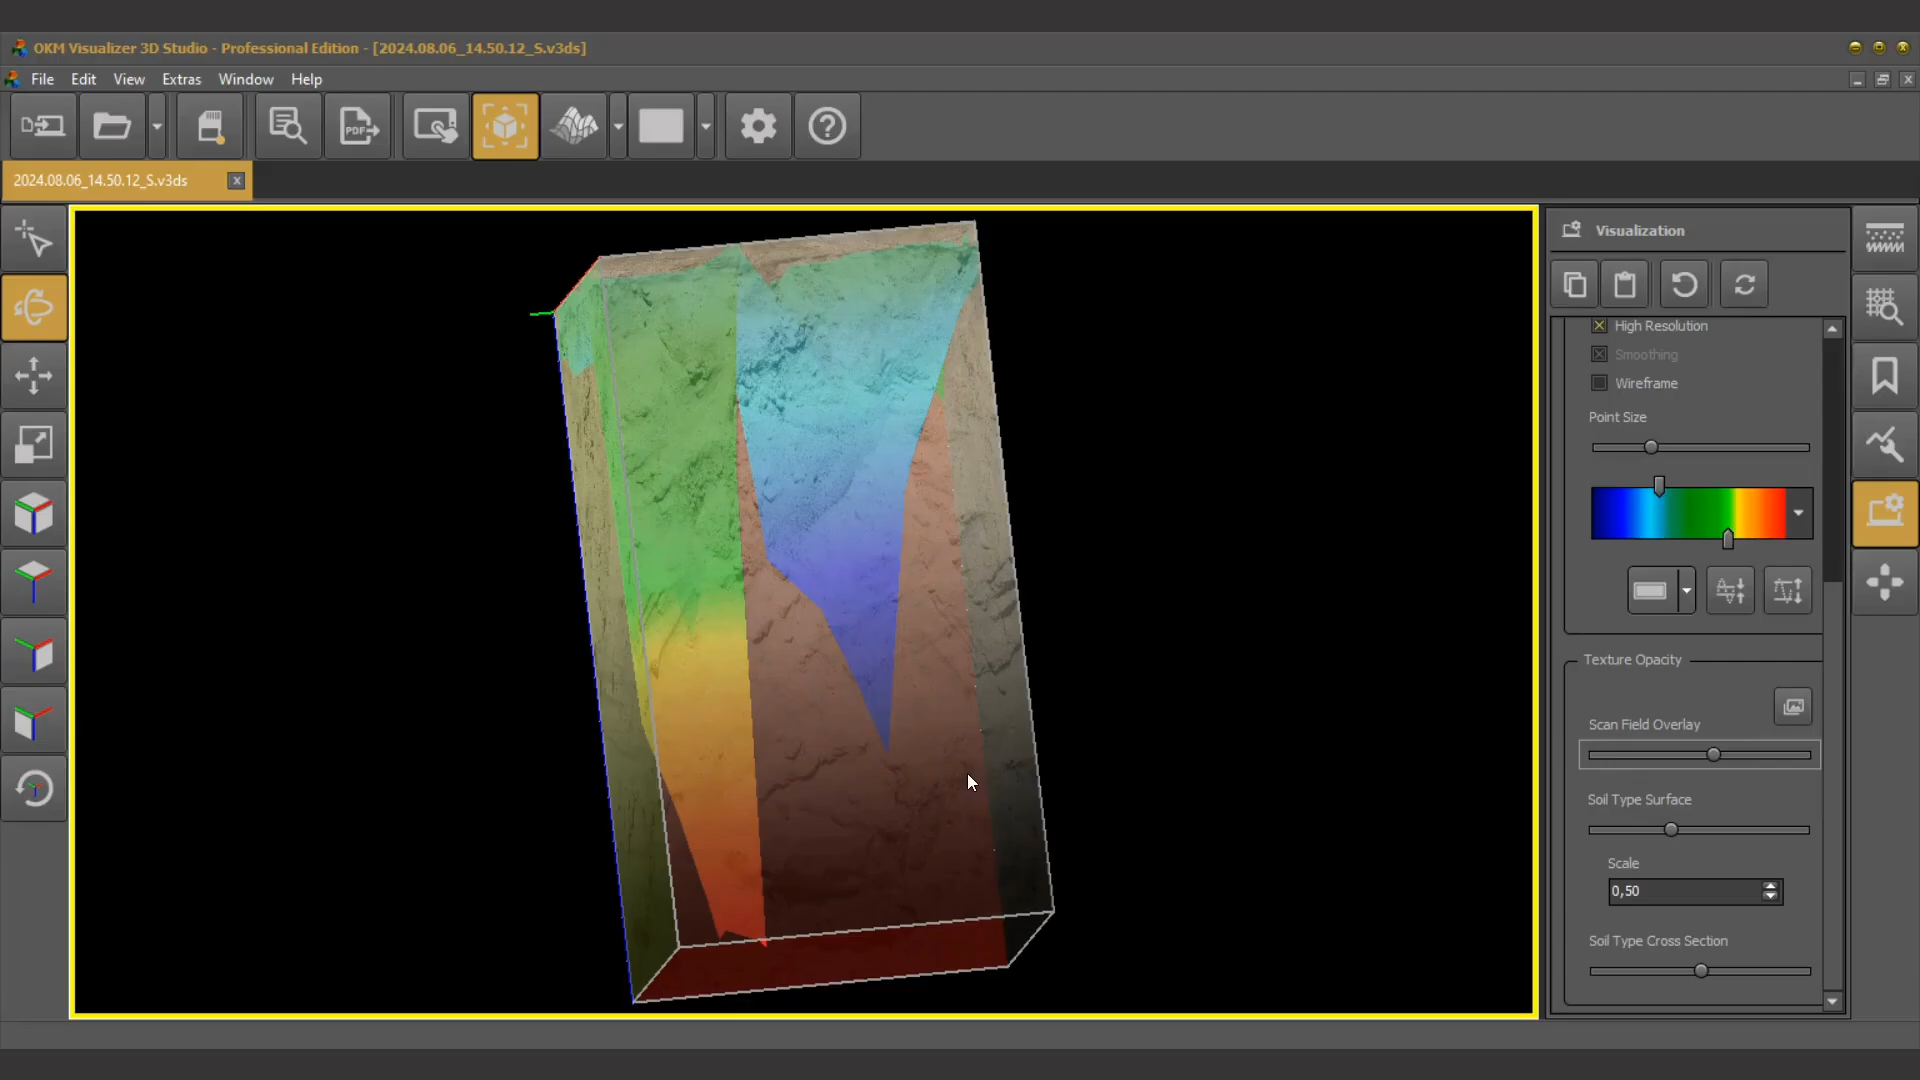 OKM Visualizer 3D Studio - Professional Edition - [2024.08.06_14.50.12_S.v3ds]
File Edit View Extras Window Help
PDF
2024.08.06_14.50.12_S.v3ds
Visualization
High Resolution
Smoothing
Wireframe
Point Size
Texture Opacity
Scan Field Overlay
Soil Type Surface
Scale
0,50
Soil Type Cross Section